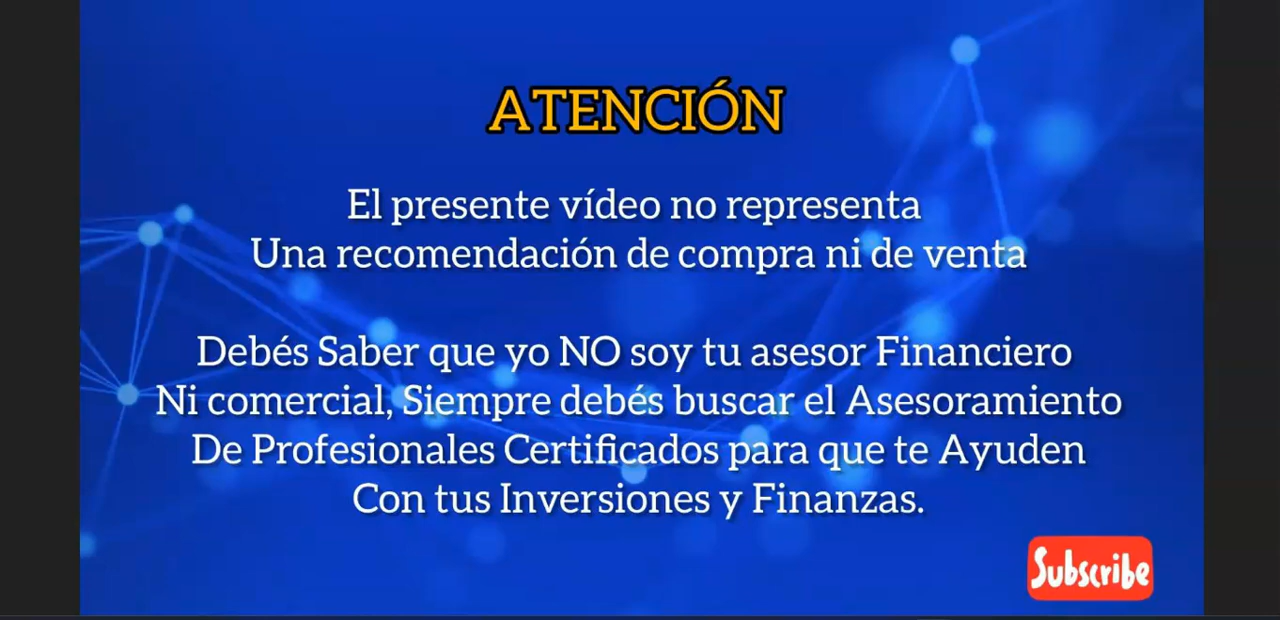 ATENCIÓN
El presente vídeo no representa
Una recomendación de compra ni de venta
Debés Saber que yo NO soy tu asesor Financiero
Ni comercial, Siempre debés buscar el Asesoramiento
De Profesionales Certificados para que te Ayuden
Con tus Inversiones y Finanzas.
Subscribe